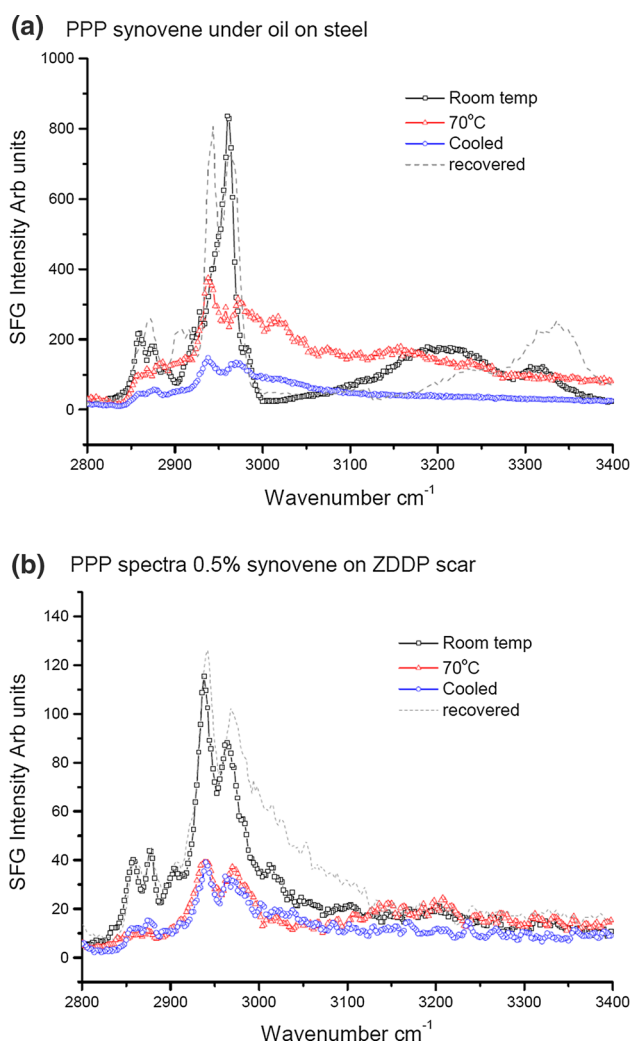 (a) PPP synovene under oil on steel
1000
800
600
400
200
0
SFG Intensity Arb units
Room temp
70°C
Cooled
recovered
2800 2900 3000 3100 3200 3300 3400
Wavenumber cm-1
(b) PPP spectra 0.5% synovene on ZDDP scar
140
120
100
80
60
40
20
0
SFG Intensity Arb units
Room temp
70°C
Cooled
recovered
2800 2900 3000 3100 3200 3300 3400
Wavenumber cm-1